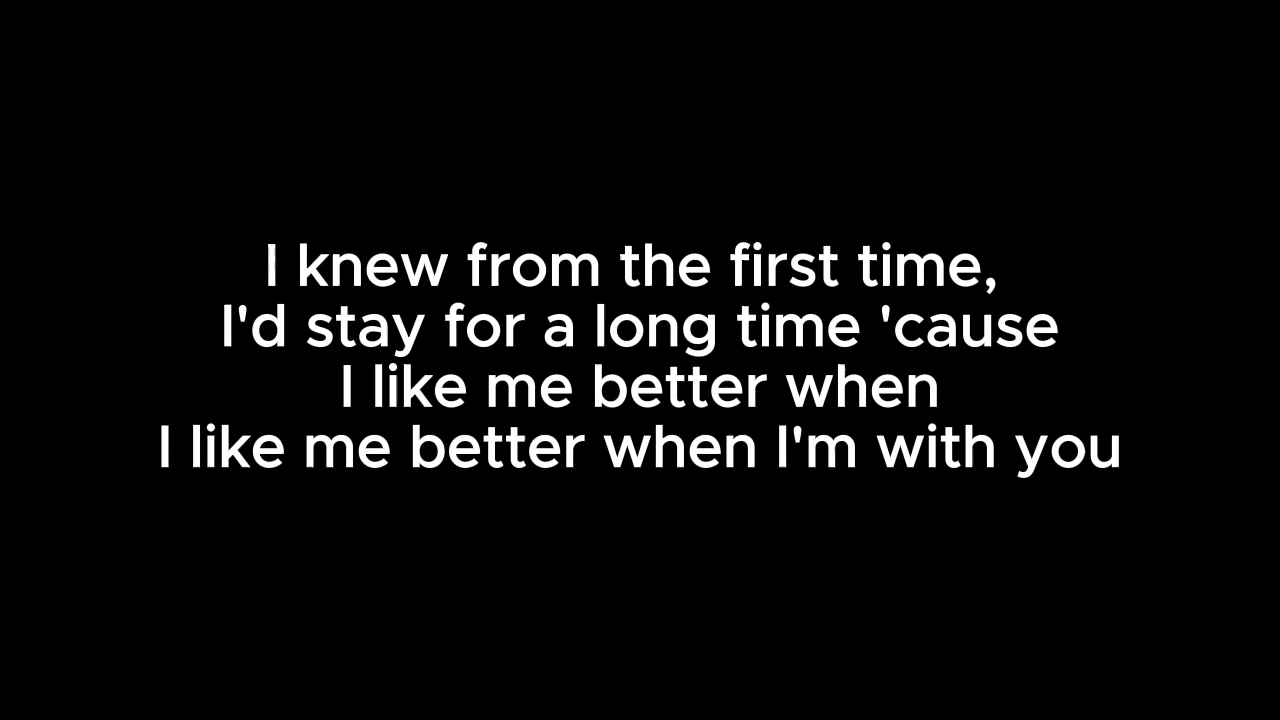 I knew from the first time,
I'd stay for a long time 'cause
I like me better when
I like me better when I'm with you